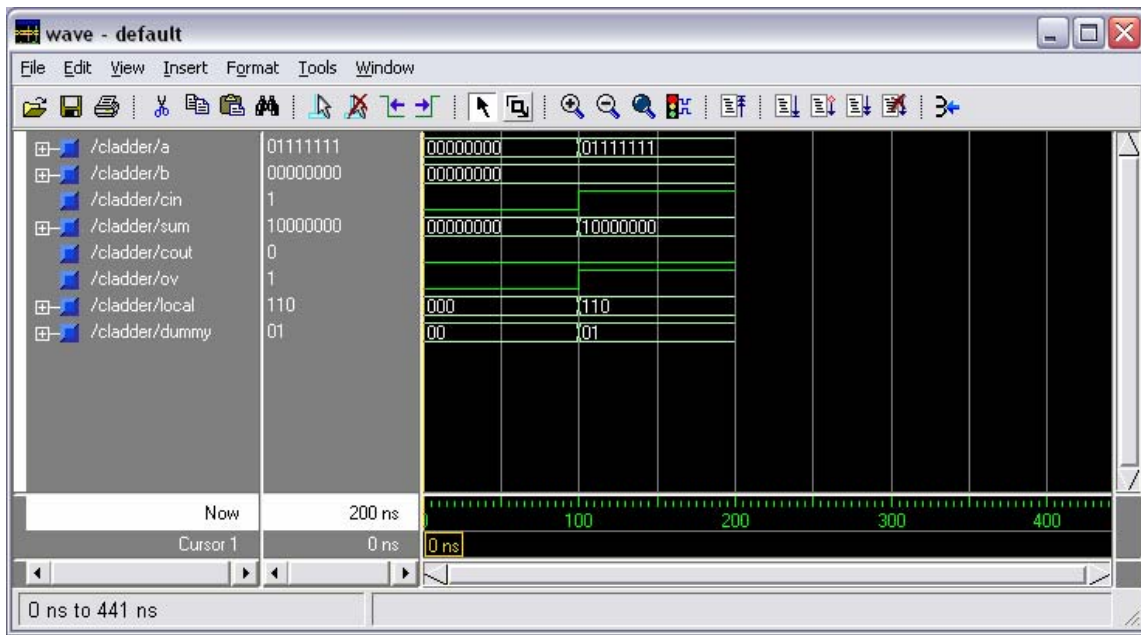 wave - default
File Edit View Insert Format Tools Window
/cladder/a 01111111 00000000 01111111
/cladder/b 00000000 00000000
/cladder/cin 1
/cladder/sum 10000000 00000000 10000000
/cladder/cout 0
/cladder/ov 1
/cladder/local 110 000 110
/cladder/dummy 01 00 01
Now 200 ns 0 100 200 300 400
Cursor 1 0 ns 0 ns
0 ns to 441 ns